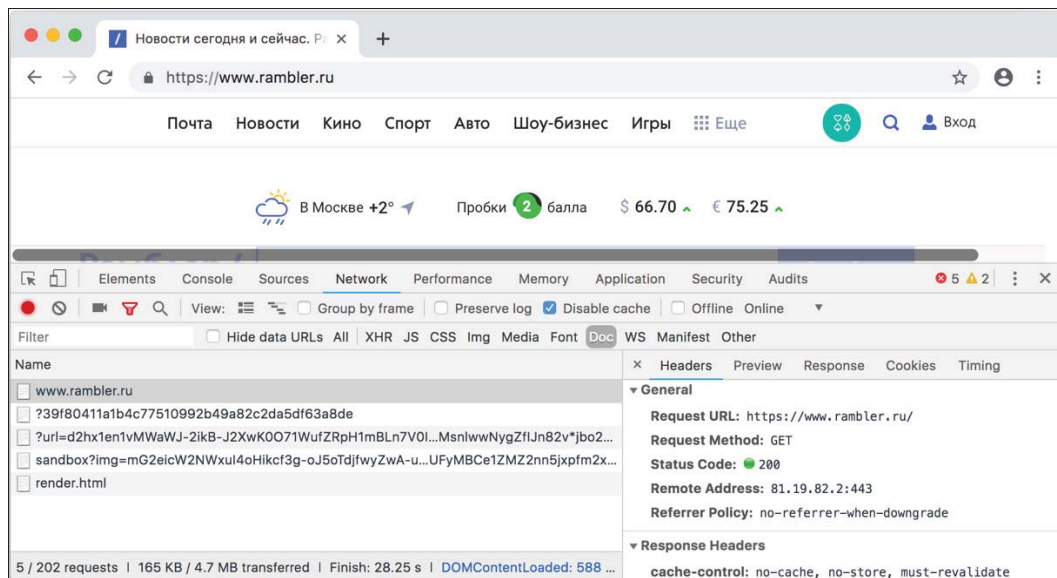 Новости сегодня и сейчас. Ра
https://www.rambler.ru
Почта Новости Кино Спорт Авто Шоу-бизнес Игры Еще Вход
В Москве +2° Пробки 2 балла $ 66.70 € 75.25
Elements Console Sources Network Performance Memory Application Security Audits 5 2
View: Group by frame Preserve log Disable cache Offline Online
Filter Hide data URLs All XHR JS CSS Img Media Font Doc WS Manifest Other
Name
www.rambler.ru
?39f80411a1b4c77510992b49a82c2da5df63a8de
?url=d2hx1en1vMWaWJ-2ikB-J2XwK0O71WufZRpH1mBLn7V0I...MsnlwwNygZfIJn82v*jbo2...
sandbox?img=mG2eicW2NWxuI4oHikcf3g-oJ5oTdjfwyZwA-u...UFyMBCe1ZMZ2nn5jxpfm2x...
render.html
5 / 202 requests | 165 KB / 4.7 MB transferred | Finish: 28.25 s | DOMContentLoaded: 588 ...
Headers Preview Response Cookies Timing
General
Request URL: https://www.rambler.ru/
Request Method: GET
Status Code: 200
Remote Address: 81.19.82.2:443
Referrer Policy: no-referrer-when-downgrade
Response Headers
cache-control: no-cache, no-store, must-revalidate